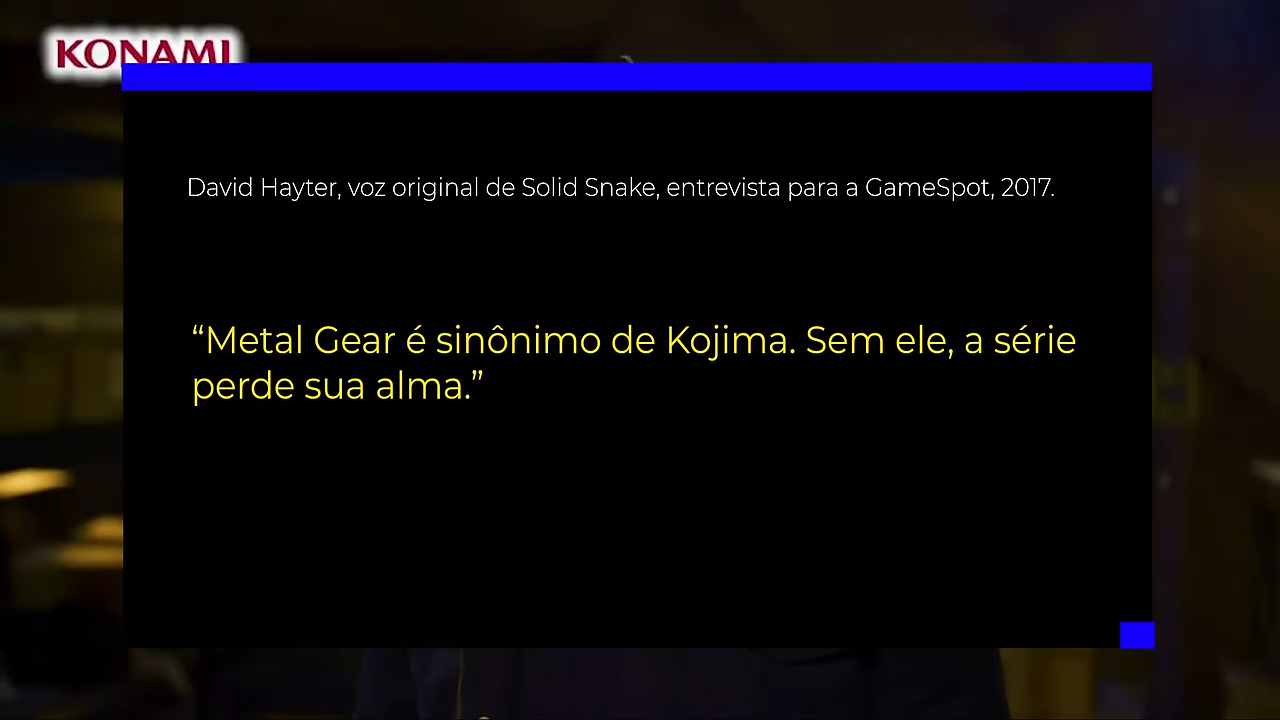 KONAMI
David Hayter, voz original de Solid Snake, entrevista para a GameSpot, 2017.
“Metal Gear é sinônimo de Kojima. Sem ele, a série
perde sua alma.”